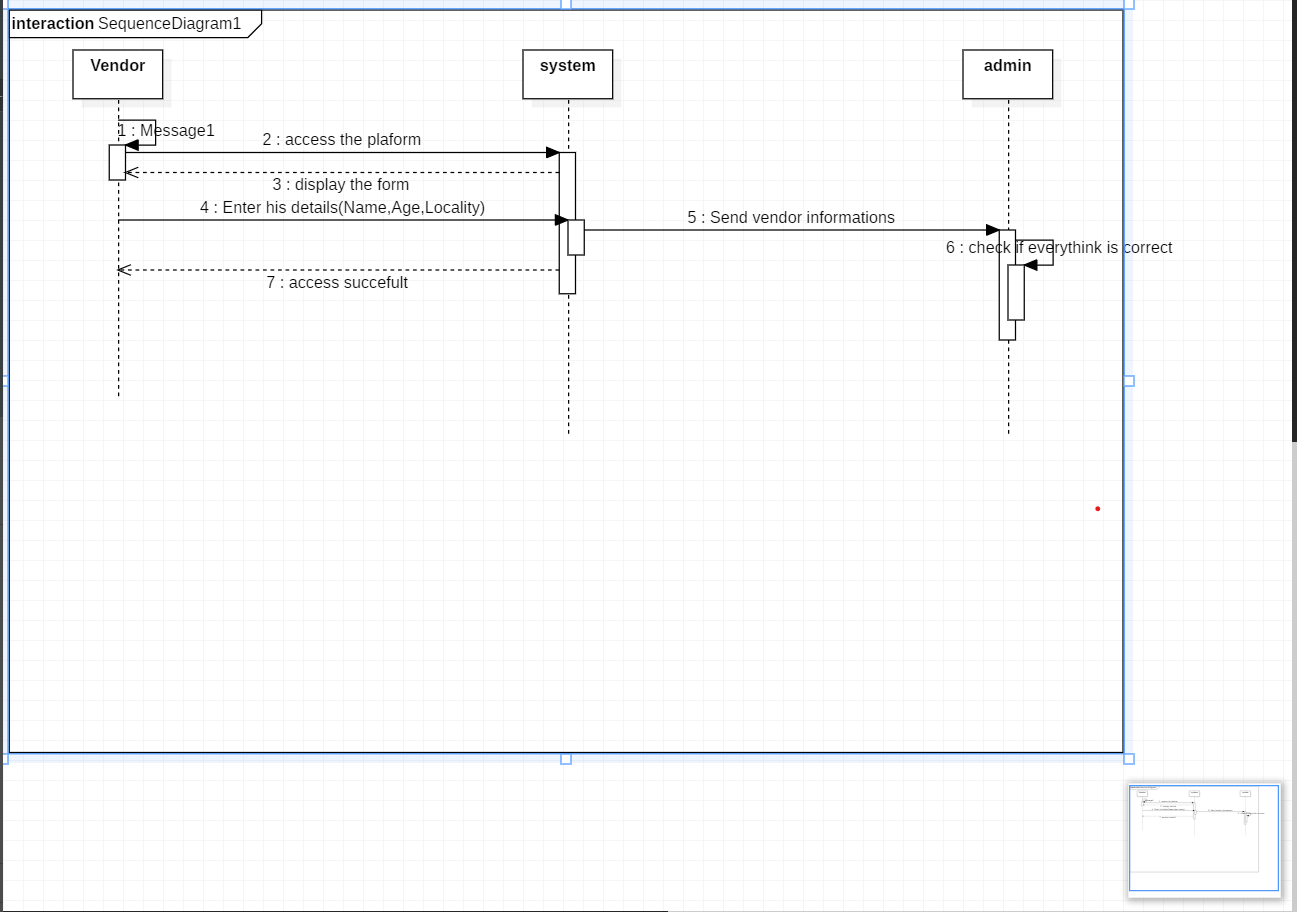 interaction SequenceDiagram1
Vendor
system
admin
1 : Message1
2 : access the plaform
3 : display the form
4 : Enter his details(Name,Age,Locality)
5 : Send vendor informations
6 : check if everythink is correct
7 : access succefult